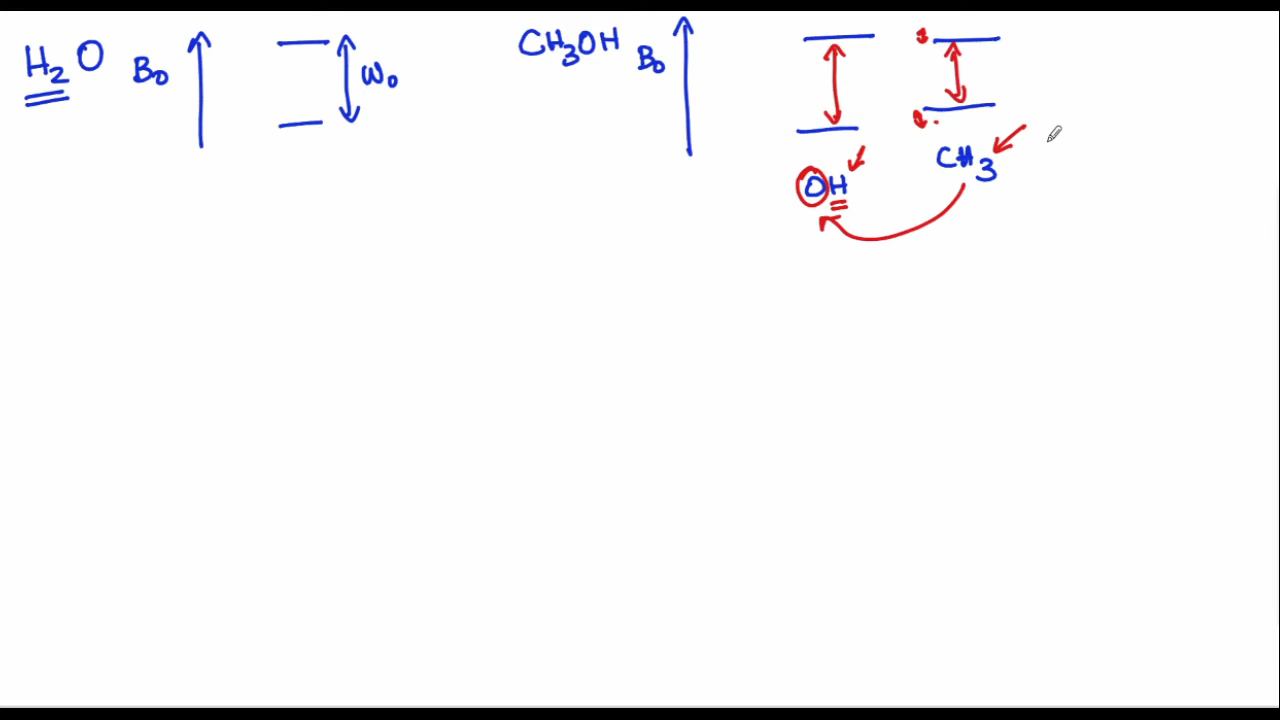 H₂O B₀ ω₀
CH₃OH B₀
OH CH₃